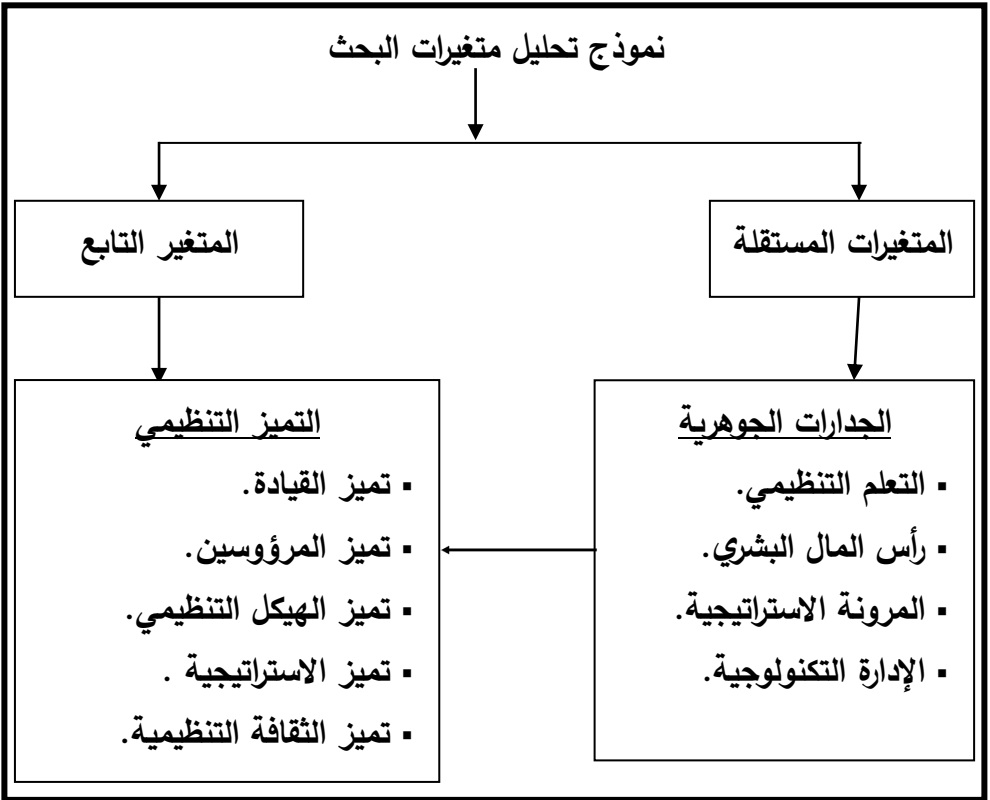 نموذج تحليل متغيرات البحث
المتغيرات المستقلة
المتغير التابع
الجدارات الجوهرية
▪ التعلم التنظيمي.
▪ رأس المال البشري.
▪ المرونة الاستراتيجية.
▪ الإدارة التكنولوجية.
التميز التنظيمي
▪ تميز القيادة.
▪ تميز المرؤوسين.
▪ تميز الهيكل التنظيمي.
▪ تميز الاستراتيجية .
▪ تميز الثقافة التنظيمية.